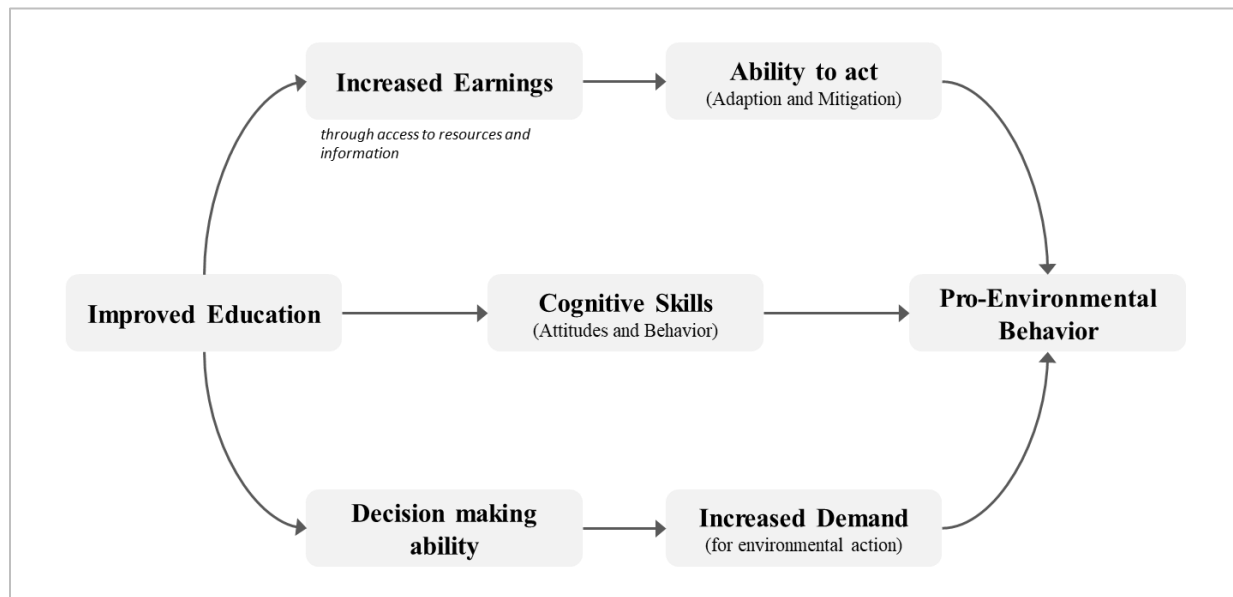 Increased Earnings
through access to resources and
information
Ability to act
(Adaption and Mitigation)
Improved Education
Cognitive Skills
(Attitudes and Behavior)
Pro-Environmental
Behavior
Decision making
ability
Increased Demand
(for environmental action)